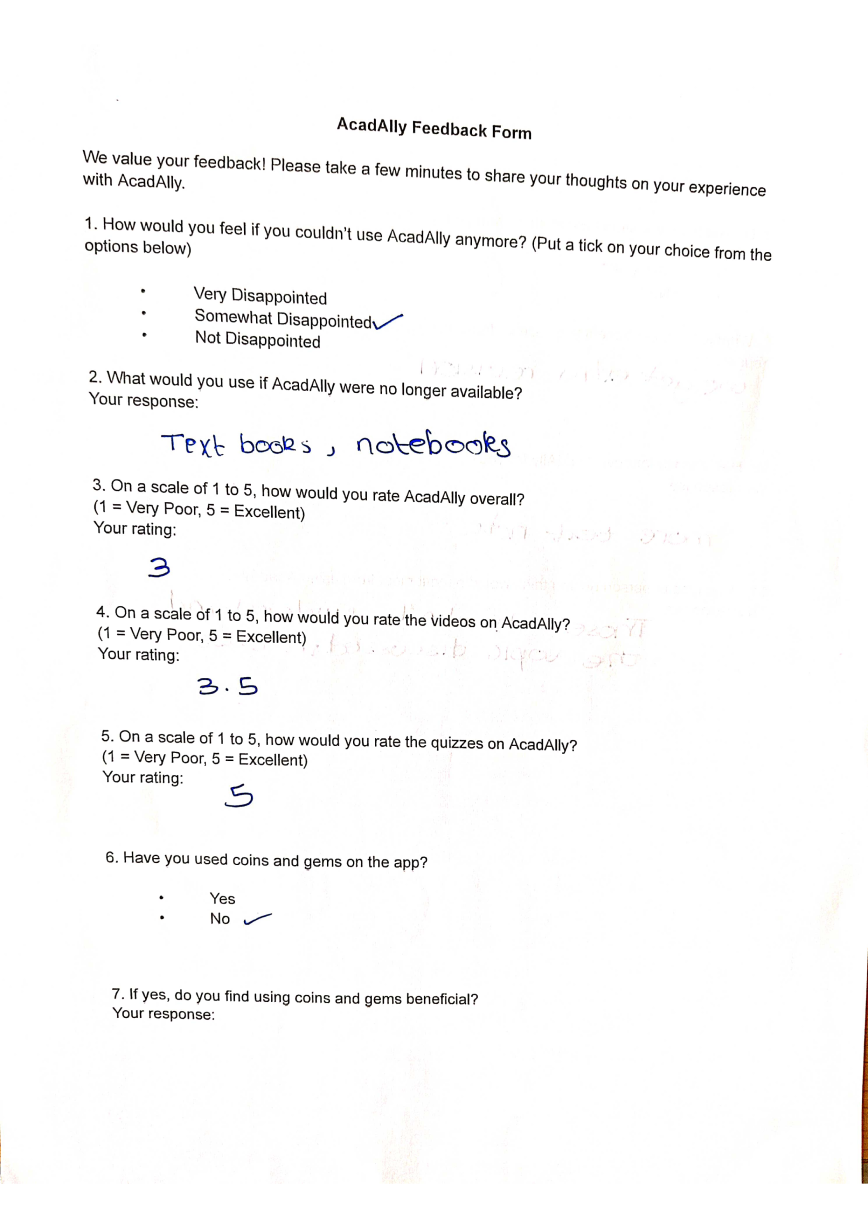 AcadAlly Feedback Form
We value your feedback! Please take a few minutes to share your thoughts on your experience
with AcadAlly.
1. How would you feel if you couldn't use AcadAlly anymore? (Put a tick on your choice from the
options below)
• Very Disappointed
• Somewhat Disappointed✓
• Not Disappointed
2. What would you use if AcadAlly were no longer available?
Your response:
Text books, notebooks
3. On a scale of 1 to 5, how would you rate AcadAlly overall?
(1 = Very Poor, 5 = Excellent)
Your rating:
3
4. On a scale of 1 to 5, how would you rate the videos on AcadAlly?
(1 = Very Poor, 5 = Excellent)
Your rating:
3.5
5. On a scale of 1 to 5, how would you rate the quizzes on AcadAlly?
(1 = Very Poor, 5 = Excellent)
Your rating:
5
6. Have you used coins and gems on the app?
• Yes
• No ✓
7. If yes, do you find using coins and gems beneficial?
Your response: